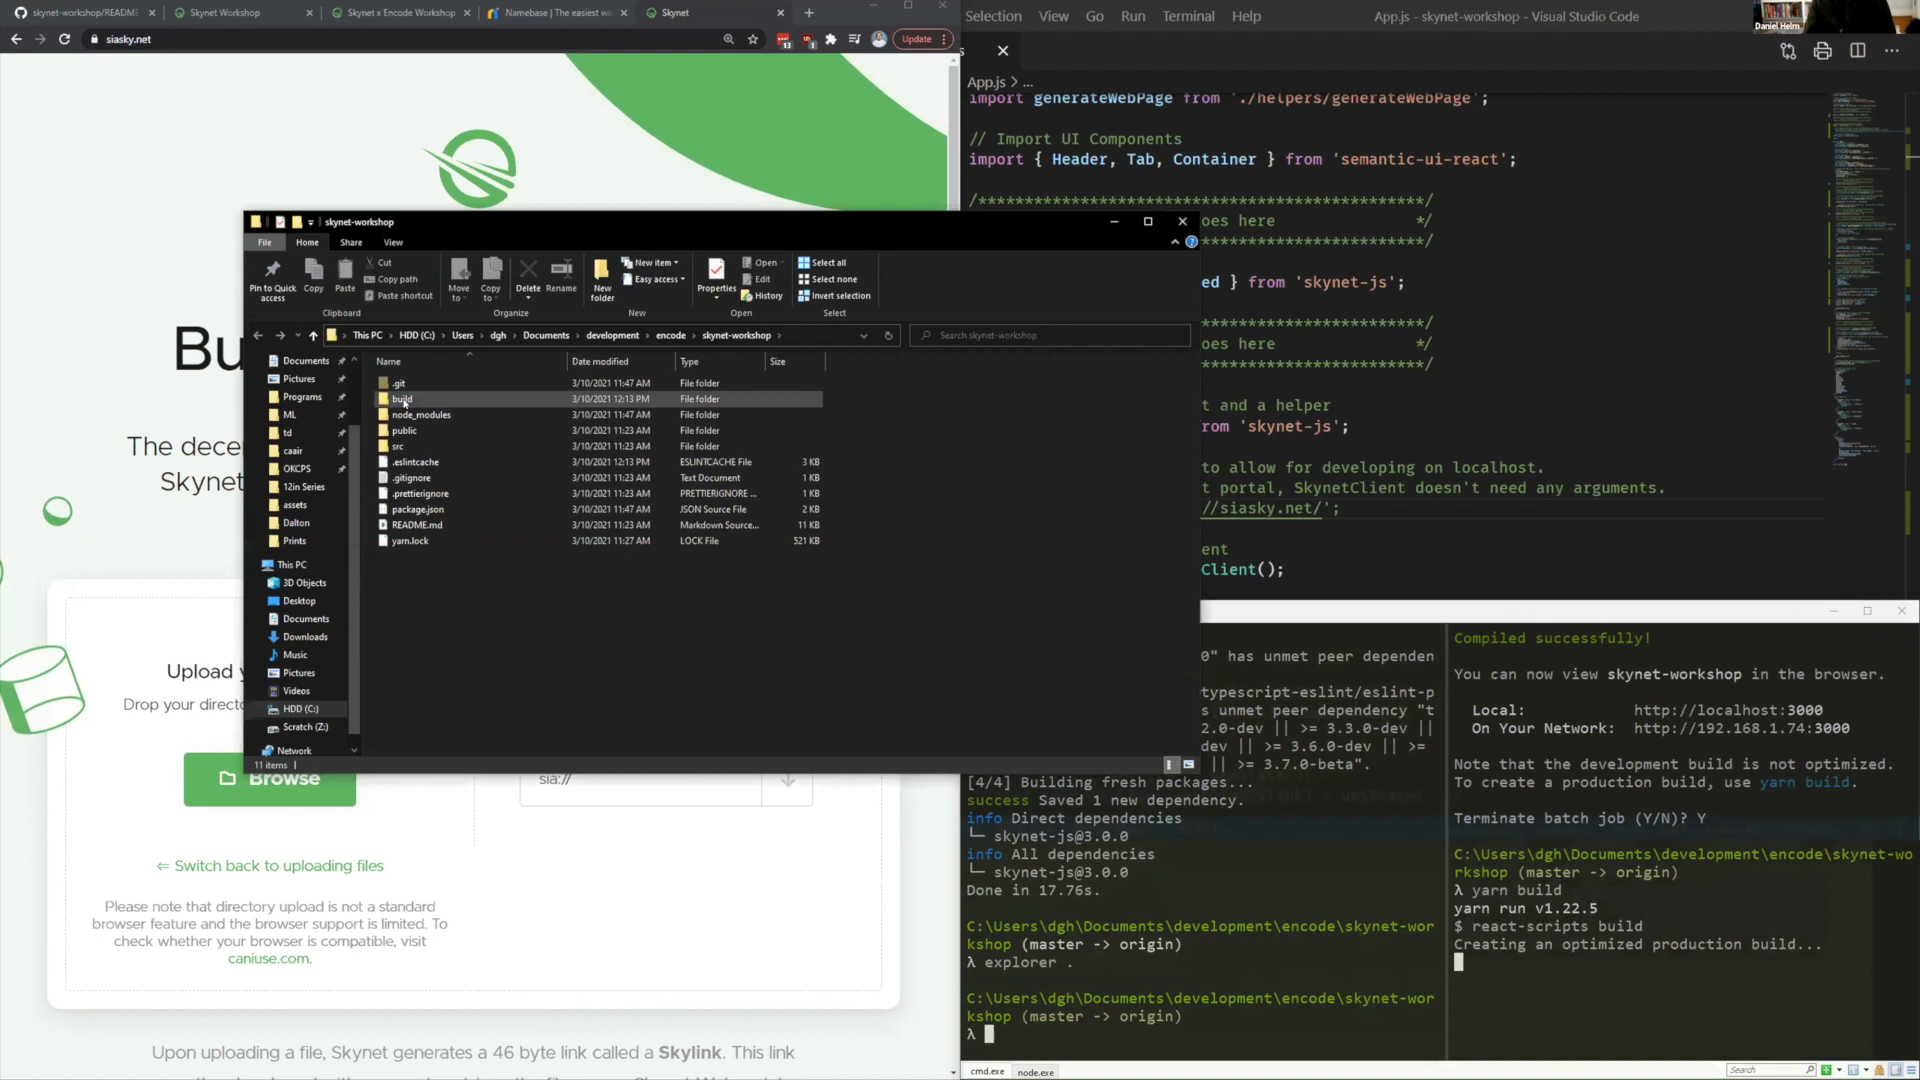 skynet-workshop/README
Skynet Workshop
Skynet x Encode Workshop
Namebase | The easiest wa
Skynet
siasky.net
13
1
Update
Selection View Go Run Terminal Help
App.js - skynet-workshop - Visual Studio Code
Daniel Helm
App.js > ...
import generateWebPage from './helpers/generateWebPage';
// Import UI Components
import { Header, Tab, Container } from 'semantic-ui-react';
/****************************************/
oes here */
****************************************/
ed } from 'skynet-js';
****************************************/
oes here */
****************************************/
t and a helper
rom 'skynet-js';
to allow for developing on localhost.
t portal, SkynetClient doesn't need any arguments.
//siasky.net/';
ent
Client();
Bu
The dece
Skynet
Upload y
Drop your directo
Browse
sia://
⇐ Switch back to uploading files
Please note that directory upload is not a standard
browser feature and the browser support is limited. To
check whether your browser is compatible, visit
caniuse.com.
Upon uploading a file, Skynet generates a 46 byte link called a Skylink. This link
skynet-workshop
File Home Share View
Pin to Quick access
Copy
Paste
Cut
Copy path
Paste shortcut
Clipboard
Move to
Copy to
Delete
Rename
Organize
New folder
New item
Easy access
New
Properties
Open
Edit
History
Open
Select all
Select none
Invert selection
Select
This PC > HDD (C:) > Users > dgh > Documents > development > encode > skynet-workshop >
Search skynet-workshop
Name Date modified Type Size
.git 3/10/2021 11:47 AM File folder
build 3/10/2021 12:13 PM File folder
node_modules 3/10/2021 11:47 AM File folder
public 3/10/2021 11:23 AM File folder
src 3/10/2021 11:23 AM File folder
.eslintcache 3/10/2021 12:13 PM ESLINTCACHE File 3 KB
.gitignore 3/10/2021 11:23 AM Text Document 1 KB
.prettierignore 3/10/2021 11:23 AM PRETTIERIGNORE ... 1 KB
package.json 3/10/2021 11:47 AM JSON Source File 2 KB
README.md 3/10/2021 11:23 AM Markdown Source... 11 KB
yarn.lock 3/10/2021 11:27 AM LOCK File 521 KB
Documents
Pictures
Programs
ML
td
caair
OKCPS
12in Series
assets
Dalton
Prints
This PC
3D Objects
Desktop
Documents
Downloads
Music
Pictures
Videos
HDD (C:)
Scratch (Z:)
Network
11 items
0" has unmet peer dependen
typescript-eslint/eslint-p
s unmet peer dependency "t
2.0-dev || >= 3.3.0-dev
dev || >= 3.6.0-dev || >=
|| >= 3.7.0-beta".
[4/4] Building fresh packages...
success Saved 1 new dependency.
info Direct dependencies
└─ skynet-js@3.0.0
info All dependencies
└─ skynet-js@3.0.0
Done in 17.76s.
C:\Users\dgh\Documents\development\encode\skynet-wor
kshop (master -> origin)
λ explorer .
C:\Users\dgh\Documents\development\encode\skynet-wor
kshop (master -> origin)
λ
Compiled successfully!
You can now view skynet-workshop in the browser.
Local: http://localhost:3000
On Your Network: http://192.168.1.74:3000
Note that the development build is not optimized.
To create a production build, use yarn build.
Terminate batch job (Y/N)? Y
C:\Users\dgh\Documents\development\encode\skynet-wo
rkshop (master -> origin)
λ yarn build
yarn run v1.22.5
$ react-scripts build
Creating an optimized production build...
cmd.exe
node.exe
Search